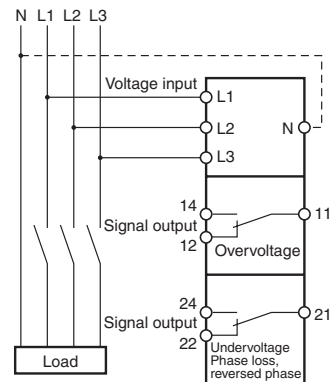 N L1 L2 L3
Voltage input
L1
L2 N
L3
14
11
Signal output
12
Overvoltage
24
21
Signal output
22
Undervoltage
Phase loss,
reversed phase
Load